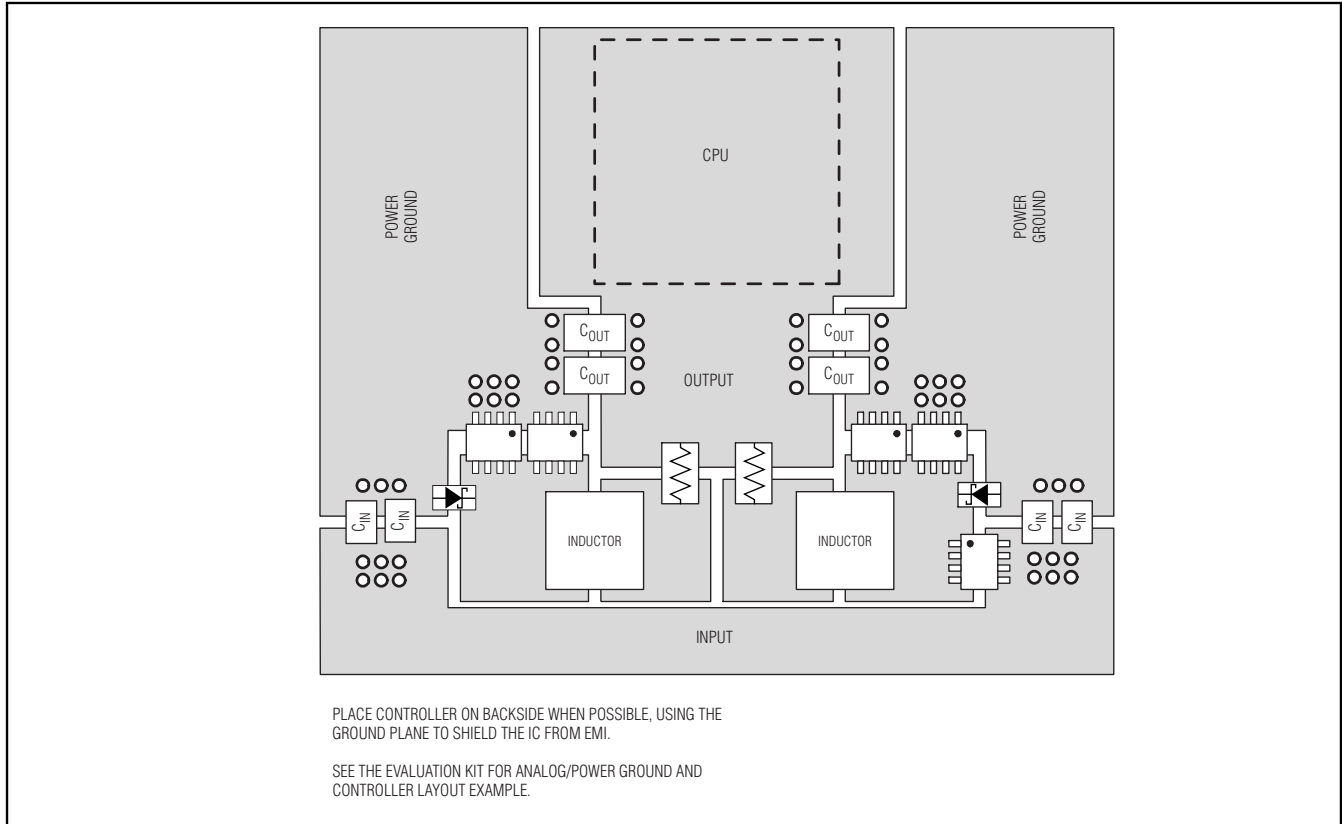 CPU
POWER
GROUND
POWER
GROUND
COUT
COUT
COUT
COUT
OUTPUT
CIN
CIN
CIN
CIN
INDUCTOR
INDUCTOR
INPUT
PLACE CONTROLLER ON BACKSIDE WHEN POSSIBLE, USING THE
GROUND PLANE TO SHIELD THE IC FROM EMI.
SEE THE EVALUATION KIT FOR ANALOG/POWER GROUND AND
CONTROLLER LAYOUT EXAMPLE.